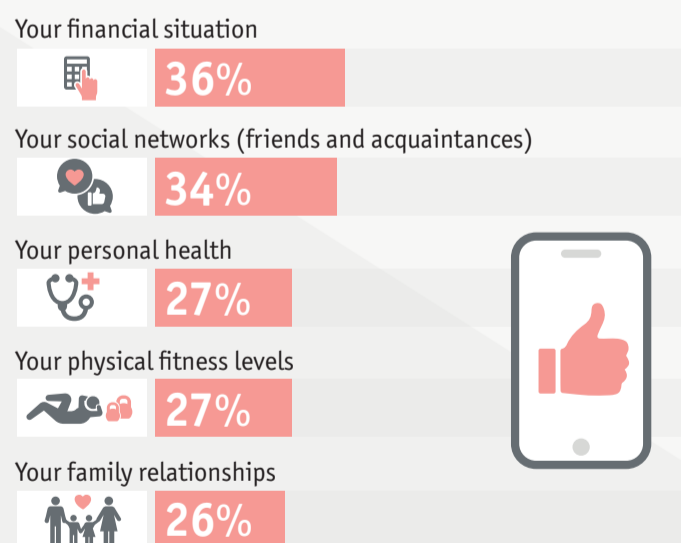 Your financial situation
36%
Your social networks (friends and acquaintances)
34%
Your personal health
27%
Your physical fitness levels
27%
Your family relationships
26%